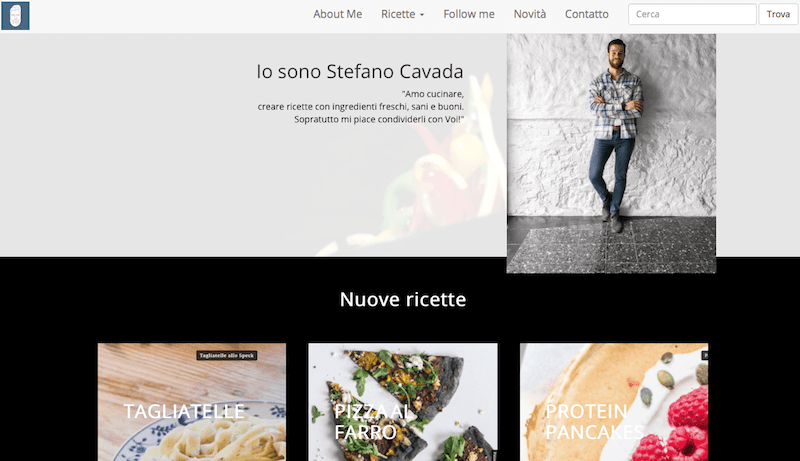 About Me Ricette Follow me Novità Contatto Cerca Trova
Io sono Stefano Cavada
"Amo cucinare,
creare ricette con ingredienti freschi, sani e buoni.
Sopratutto mi piace condividerli con Voi!"
Nuove ricette
Tagliatelle allo Speck
TAGLIATELLE
PIZZA AL
FARRO
PROTEIN
PANCAKES